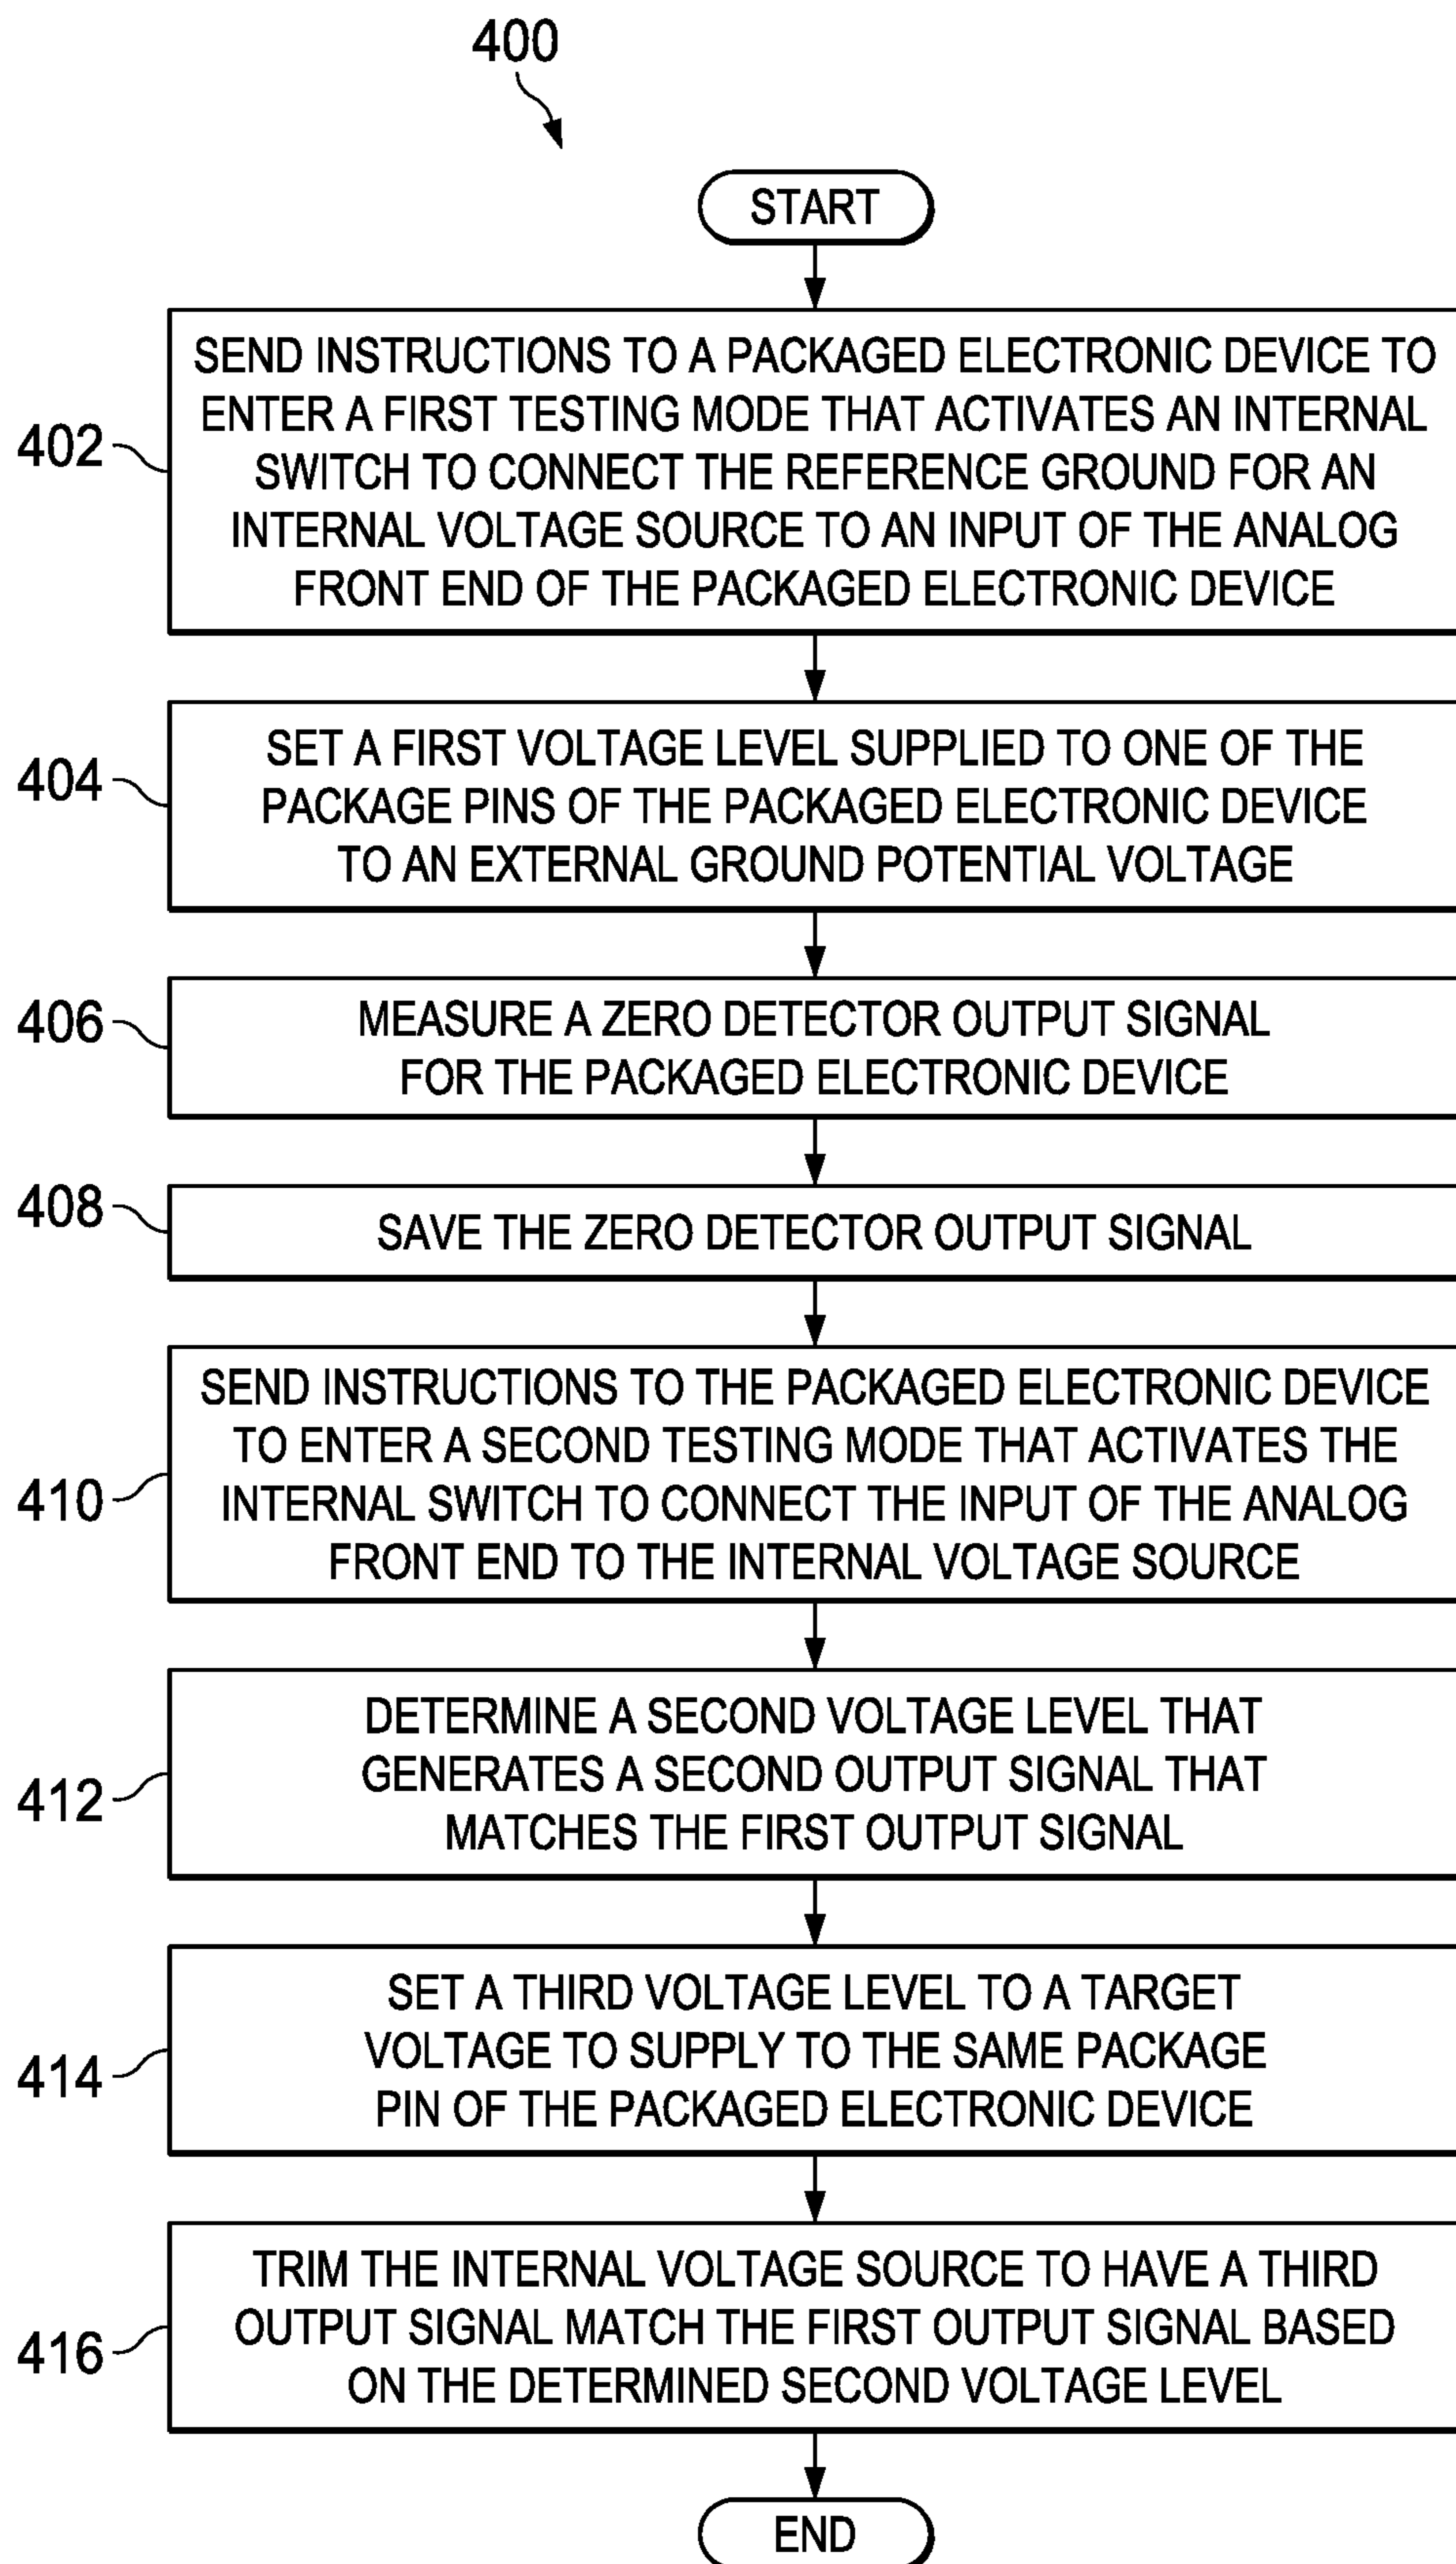 400
START
402
SEND INSTRUCTIONS TO A PACKAGED ELECTRONIC DEVICE TO
ENTER A FIRST TESTING MODE THAT ACTIVATES AN INTERNAL
SWITCH TO CONNECT THE REFERENCE GROUND FOR AN
INTERNAL VOLTAGE SOURCE TO AN INPUT OF THE ANALOG
FRONT END OF THE PACKAGED ELECTRONIC DEVICE
404
SET A FIRST VOLTAGE LEVEL SUPPLIED TO ONE OF THE
PACKAGE PINS OF THE PACKAGED ELECTRONIC DEVICE
TO AN EXTERNAL GROUND POTENTIAL VOLTAGE
406
MEASURE A ZERO DETECTOR OUTPUT SIGNAL
FOR THE PACKAGED ELECTRONIC DEVICE
408
SAVE THE ZERO DETECTOR OUTPUT SIGNAL
410
SEND INSTRUCTIONS TO THE PACKAGED ELECTRONIC DEVICE
TO ENTER A SECOND TESTING MODE THAT ACTIVATES THE
INTERNAL SWITCH TO CONNECT THE INPUT OF THE ANALOG
FRONT END TO THE INTERNAL VOLTAGE SOURCE
412
DETERMINE A SECOND VOLTAGE LEVEL THAT
GENERATES A SECOND OUTPUT SIGNAL THAT
MATCHES THE FIRST OUTPUT SIGNAL
414
SET A THIRD VOLTAGE LEVEL TO A TARGET
VOLTAGE TO SUPPLY TO THE SAME PACKAGE
PIN OF THE PACKAGED ELECTRONIC DEVICE
416
TRIM THE INTERNAL VOLTAGE SOURCE TO HAVE A THIRD
OUTPUT SIGNAL MATCH THE FIRST OUTPUT SIGNAL BASED
ON THE DETERMINED SECOND VOLTAGE LEVEL
END